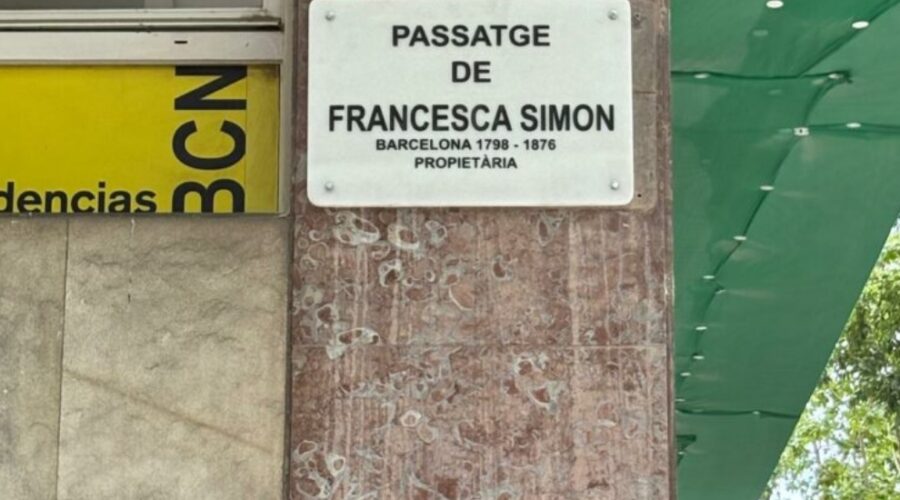 PASSATGE
DE
FRANCESCA SIMON
BARCELONA 1798 - 1876
PROPIETÀRIA
BCN
dencias